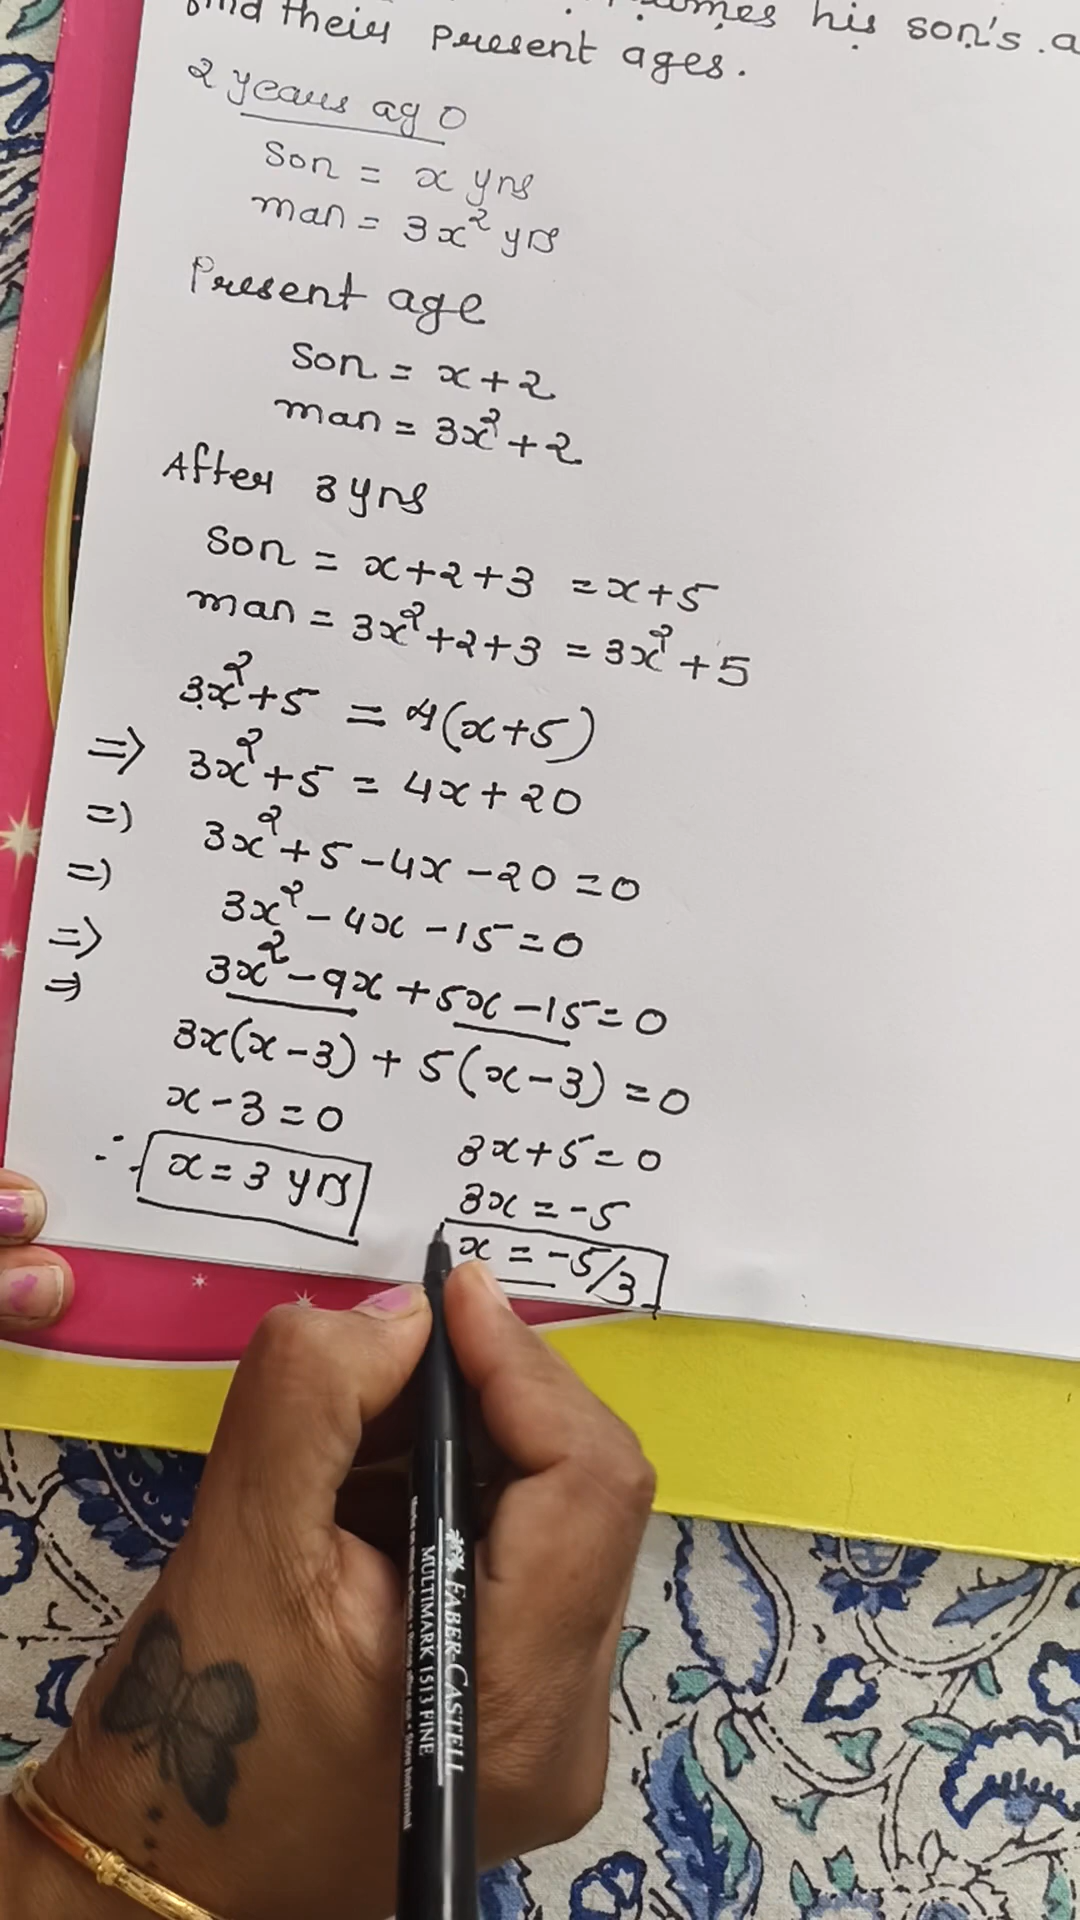 his son's
find their present ages.
2 years ago
Son = x yrs
man = 3x² yrs
Present age
Son = x+2
man = 3x²+2
After 3 yrs
Son = x+2+3 = x+5
man = 3x²+2+3 = 3x²+5
3x²+5 = 4(x+5)
=> 3x²+5 = 4x+20
=> 3x²+5-4x-20=0
=> 3x²-4x-15=0
=> 3x²-9x+5x-15=0
=> 3x(x-3)+5(x-3)=0
x-3=0 3x+5=0
∴ x=3 yrs 3x=-5
x=-5/3
FABER-CASTELL
MULTIMARK 1513 FINE